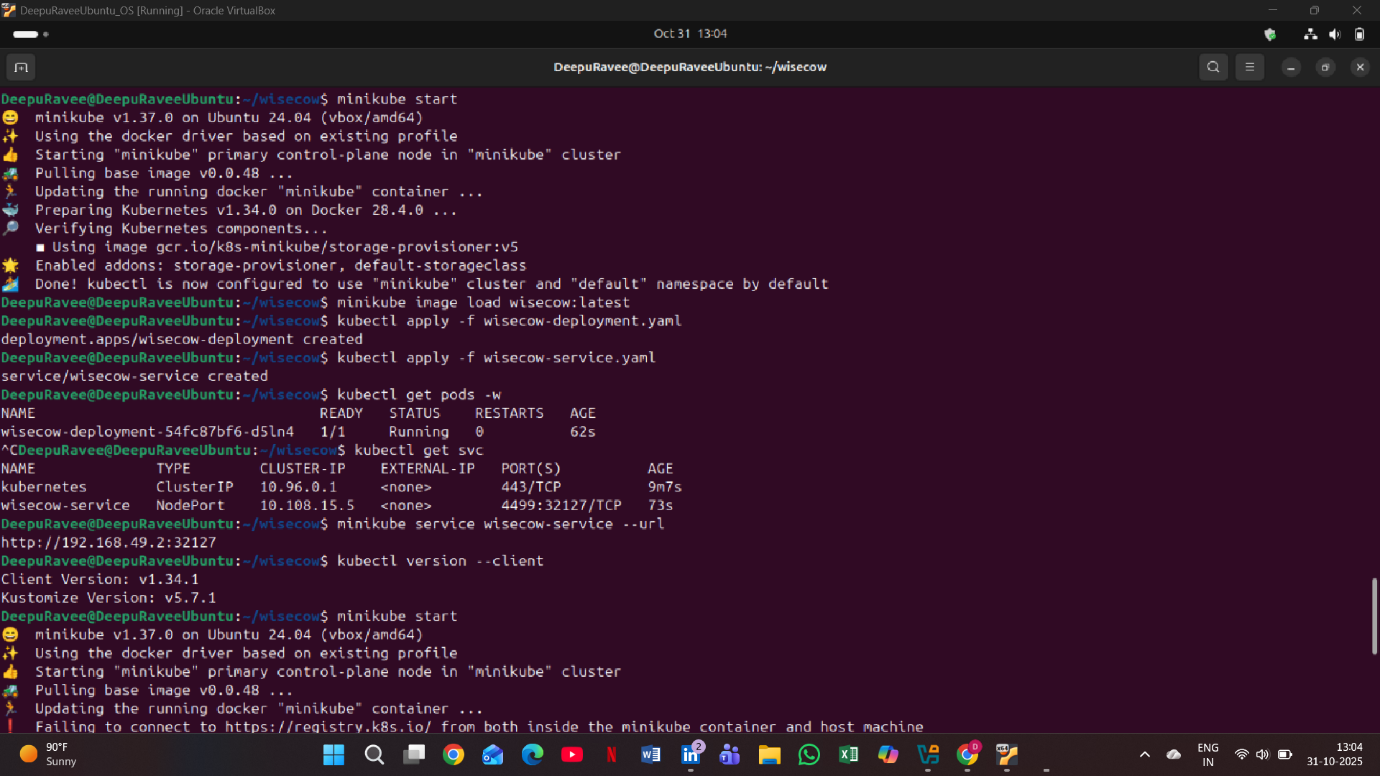 DeepuRaveeUbuntu_OS [Running] - Oracle VirtualBox
Oct 31 13:04
DeepuRavee@DeepuRaveeUbuntu: ~/wisecow
DeepuRavee@DeepuRaveeUbuntu:~/wisecow$ minikube start
minikube v1.37.0 on Ubuntu 24.04 (vbox/amd64)
Using the docker driver based on existing profile
Starting "minikube" primary control-plane node in "minikube" cluster
Pulling base image v0.0.48 ...
Updating the running docker "minikube" container ...
Preparing Kubernetes v1.34.0 on Docker 28.4.0 ...
Verifying Kubernetes components...
▪ Using image gcr.io/k8s-minikube/storage-provisioner:v5
Enabled addons: storage-provisioner, default-storageclass
Done! kubectl is now configured to use "minikube" cluster and "default" namespace by default
DeepuRavee@DeepuRaveeUbuntu:~/wisecow$ minikube image load wisecow:latest
DeepuRavee@DeepuRaveeUbuntu:~/wisecow$ kubectl apply -f wisecow-deployment.yaml
deployment.apps/wisecow-deployment created
DeepuRavee@DeepuRaveeUbuntu:~/wisecow$ kubectl apply -f wisecow-service.yaml
service/wisecow-service created
DeepuRavee@DeepuRaveeUbuntu:~/wisecow$ kubectl get pods -w
NAME READY STATUS RESTARTS AGE
wisecow-deployment-54fc87bf6-d5ln4 1/1 Running 0 62s
^CDeepuRavee@DeepuRaveeUbuntu:~/wisecow$ kubectl get svc
NAME TYPE CLUSTER-IP EXTERNAL-IP PORT(S) AGE
kubernetes ClusterIP 10.96.0.1 <none> 443/TCP 9m7s
wisecow-service NodePort 10.108.15.5 <none> 4499:32127/TCP 73s
DeepuRavee@DeepuRaveeUbuntu:~/wisecow$ minikube service wisecow-service --url
http://192.168.49.2:32127
DeepuRavee@DeepuRaveeUbuntu:~/wisecow$ kubectl version --client
Client Version: v1.34.1
Kustomize Version: v5.7.1
DeepuRavee@DeepuRaveeUbuntu:~/wisecow$ minikube start
minikube v1.37.0 on Ubuntu 24.04 (vbox/amd64)
Using the docker driver based on existing profile
Starting "minikube" primary control-plane node in "minikube" cluster
Pulling base image v0.0.48 ...
Updating the running docker "minikube" container ...
Failing to connect to https://registry.k8s.io/ from both inside the minikube container and host machine
90°F
Sunny
2
D
ENG
IN
13:04
31-10-2025